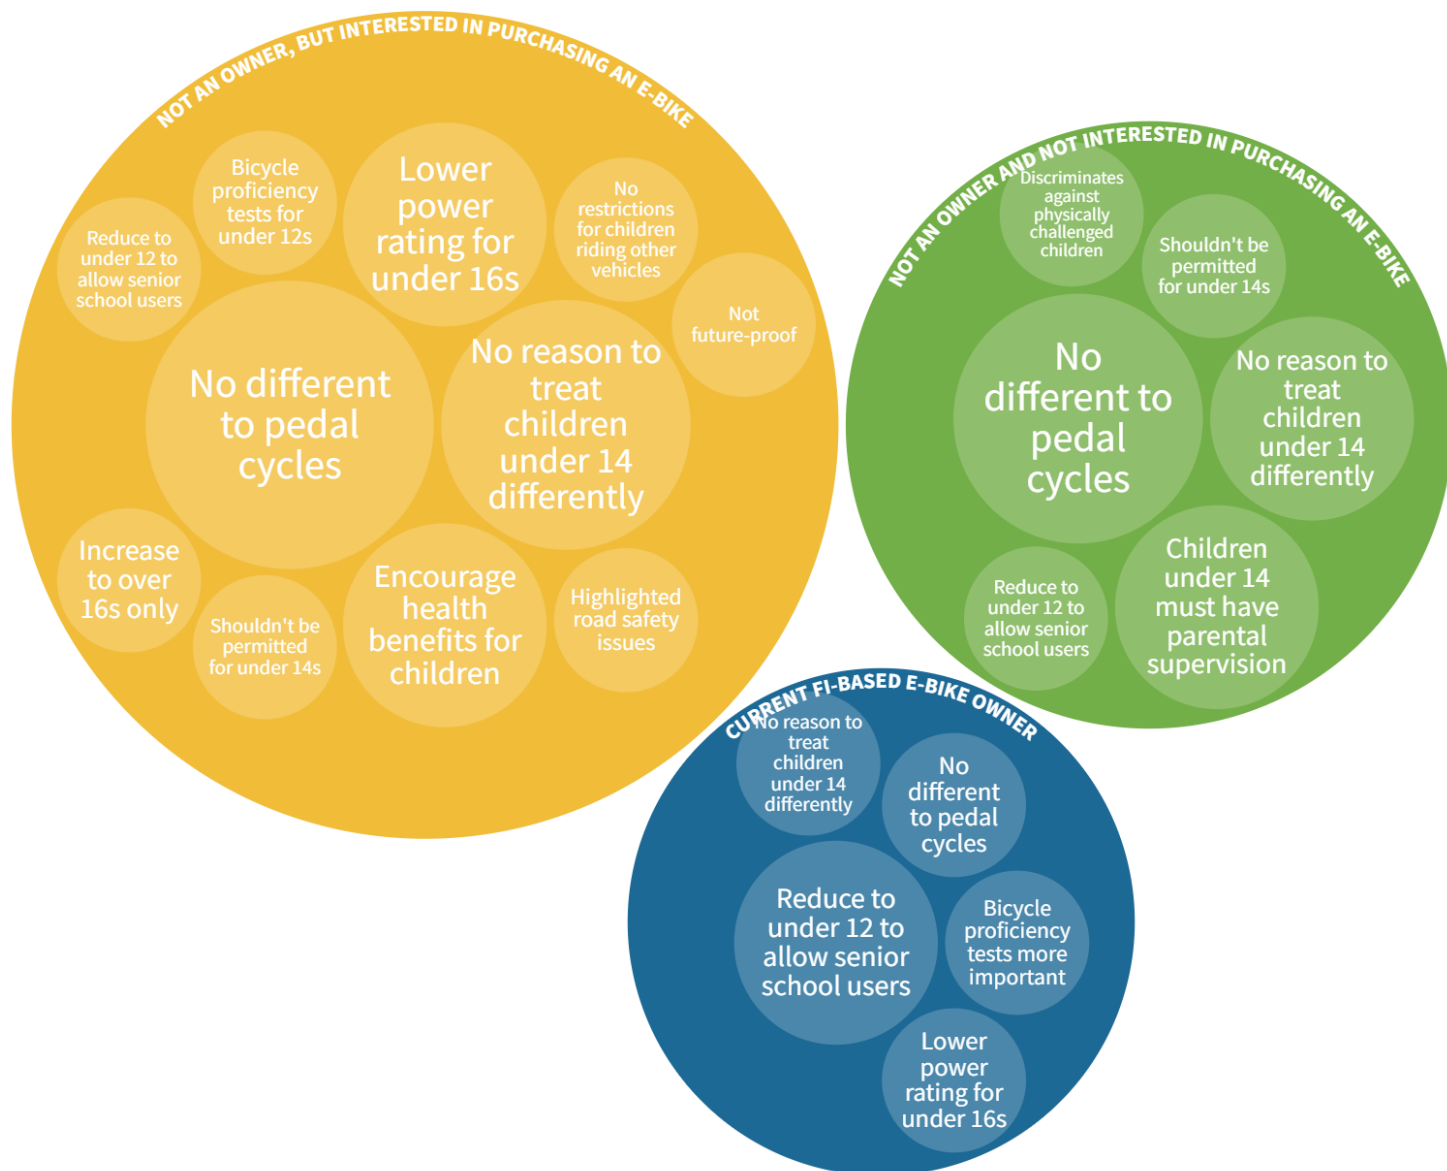 NOT AN OWNER, BUT INTERESTED IN PURCHASING AN E-BIKE
Bicycle
proficiency
tests for
under 12s
Lower
power
rating for
under 16s
No
restrictions
for children
riding other
vehicles
Reduce to
under 12 to
allow senior
school users
Not
future-proof
No different
to pedal
cycles
No reason to
treat
children
under 14
differently
Increase
to over
16s only
Shouldn't be
permitted
for under 14s
Encourage
health
benefits for
children
Highlighted
road safety
issues
NOT AN OWNER AND NOT INTERESTED IN PURCHASING AN E-BIKE
Discriminates
against
physically
challenged
children
Shouldn't be
permitted
for under 14s
No
different to
pedal
cycles
No reason to
treat
children
under 14
differently
Reduce to
under 12 to
allow senior
school users
Children
under 14
must have
parental
supervision
CURRENT FI-BASED E-BIKE OWNER
No reason to
treat
children
under 14
differently
No
different
to pedal
cycles
Reduce to
under 12 to
allow senior
school users
Bicycle
proficiency
tests more
important
Lower
power
rating for
under 16s